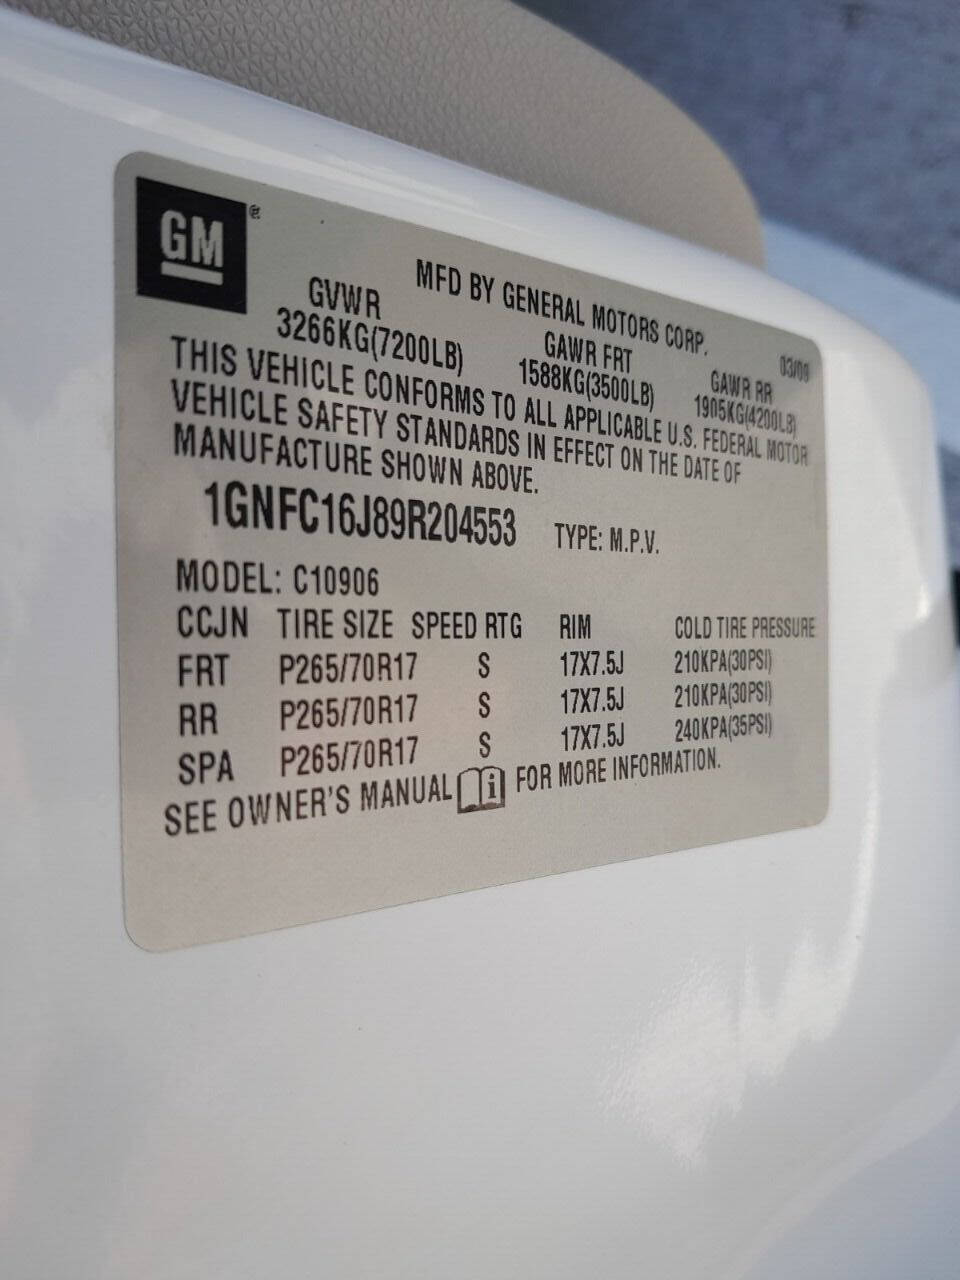 GM ®
MFD BY GENERAL MOTORS CORP. 03/09
GVWR GAWR FRT GAWR RR
3266KG(7200LB) 1588KG(3500LB) 1905KG(4200LB)
THIS VEHICLE CONFORMS TO ALL APPLICABLE U.S. FEDERAL MOTOR
VEHICLE SAFETY STANDARDS IN EFFECT ON THE DATE OF
MANUFACTURE SHOWN ABOVE.
1GNFC16J89R204553 TYPE: M.P.V.
MODEL: C10906
CCJN TIRE SIZE SPEED RTG RIM COLD TIRE PRESSURE
FRT P265/70R17 S 17X7.5J 210KPA(30PSI)
RR P265/70R17 S 17X7.5J 210KPA(30PSI)
SPA P265/70R17 S 17X7.5J 240KPA(35PSI)
SEE OWNER'S MANUAL i FOR MORE INFORMATION.